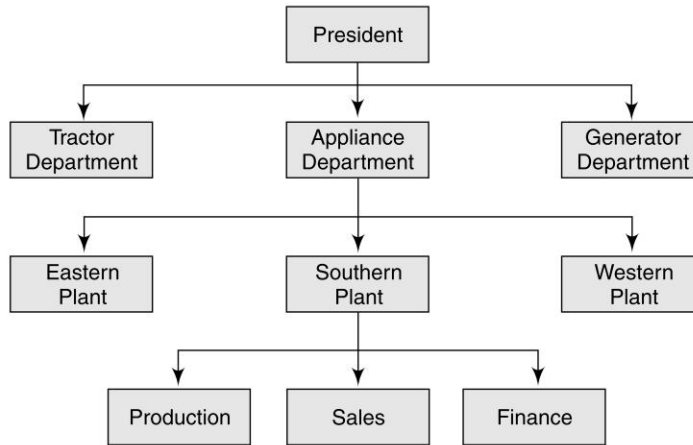 President
Tractor
Department
Appliance
Department
Generator
Department
Eastern
Plant
Southern
Plant
Western
Plant
Production
Sales
Finance